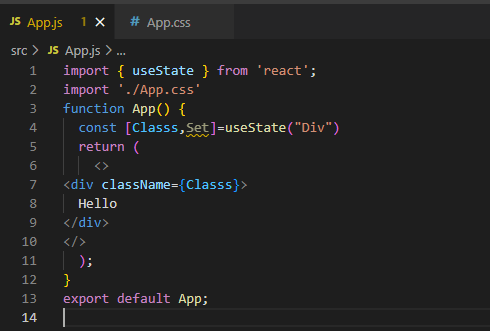 JS App.js 1 × # App.css
src > JS App.js > ...
1 import { useState } from 'react';
2 import './App.css'
3 function App() {
4 const [Classs,Set]=useState("Div")
5 return (
6 <>
7 <div className={Classs}>
8 Hello
9 </div>
10 </>
11 );
12 }
13 export default App;
14